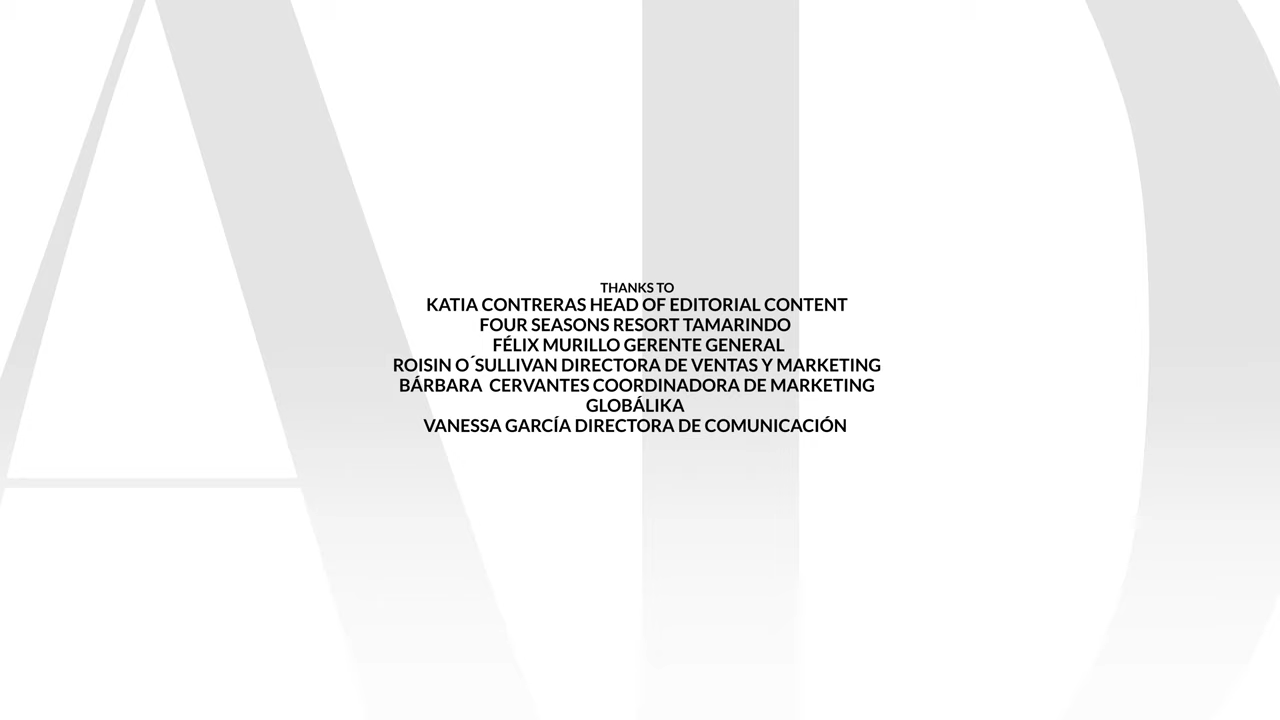 AD
THANKS TO
KATIA CONTRERAS HEAD OF EDITORIAL CONTENT
FOUR SEASONS RESORT TAMARINDO
FÉLIX MURILLO GERENTE GENERAL
ROISIN O´SULLIVAN DIRECTORA DE VENTAS Y MARKETING
BÁRBARA  CERVANTES COORDINADORA DE MARKETING
GLOBÁLIKA
VANESSA GARCÍA DIRECTORA DE COMUNICACIÓN